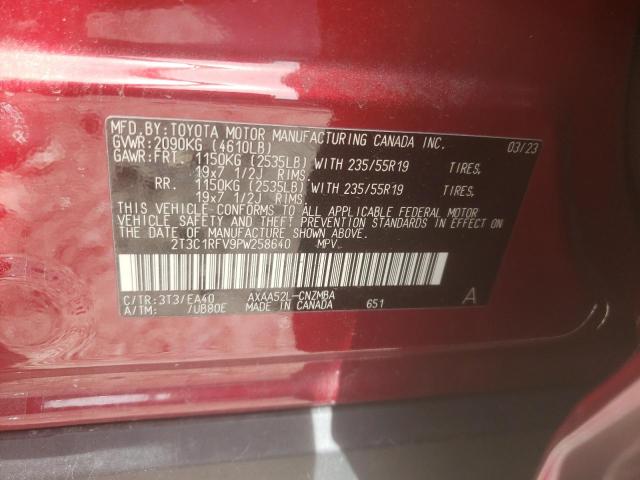 MFD.BY:TOYOTA MOTOR MANUFACTURING CANADA INC. 03/23
GVWR:2090KG (4610LB)
GAWR:FRT. 1150KG (2535LB) WITH 235/55R19 TIRES,
19x7 1/2J RIMS.
RR. 1150KG (2535LB) WITH 235/55R19 TIRES,
19x7 1/2J RIMS.
THIS VEHICLE CONFORMS TO ALL APPLICABLE FEDERAL MOTOR
VEHICLE SAFETY AND THEFT PREVENTION STANDARDS IN EFFECT ON
THE DATE OF MANUFACTURE SHOWN ABOVE.
2T3C1RFV9PW258640 MPV
C/TR:3T3/EA40 AXAA52L-CNZMBA A
A/TM: /UB80E MADE IN CANADA 651